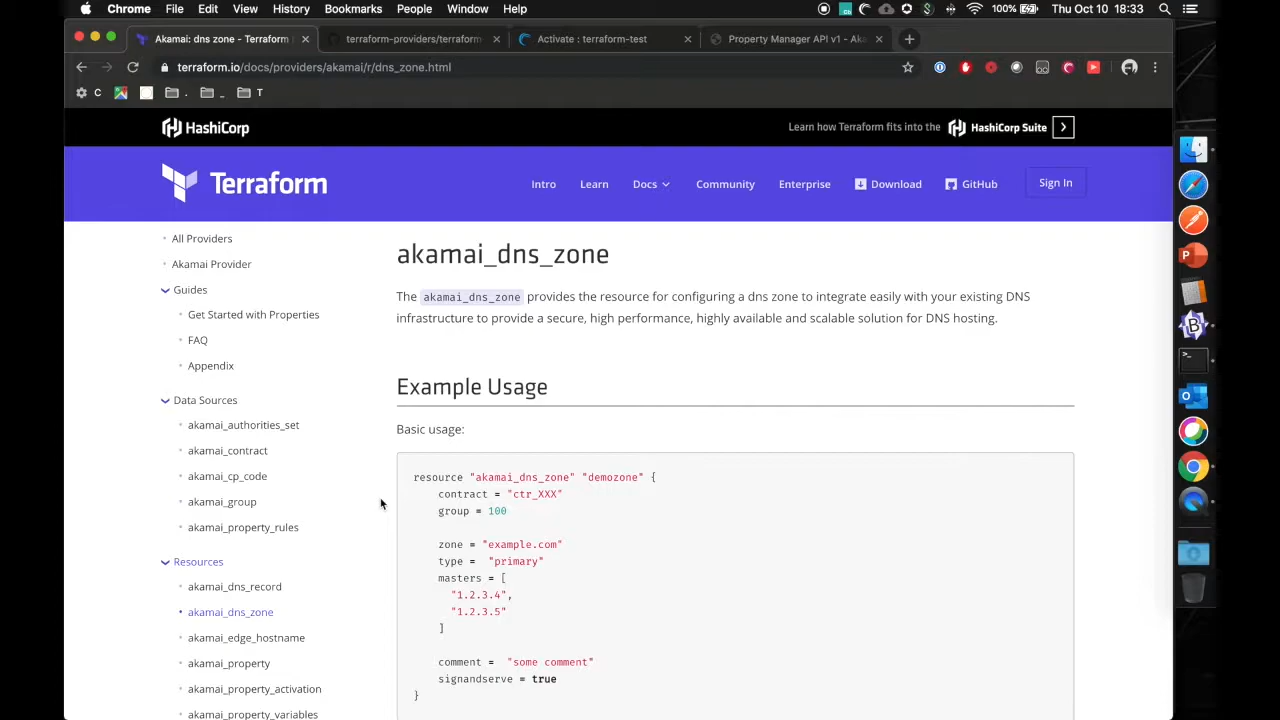 Chrome File Edit View History Bookmarks People Window Help
100% Thu Oct 10 18:33
Akamai: dns zone - Terraform
terraform-providers/terraform
Activate : terraform-test
Property Manager API v1 - Aka
terraform.io/docs/providers/akamai/r/dns_zone.html
C . _ T
HashiCorp
Learn how Terraform fits into the HashiCorp Suite
Terraform
Intro Learn Docs Community Enterprise Download GitHub Sign In
All Providers
Akamai Provider
Guides
Get Started with Properties
FAQ
Appendix
Data Sources
akamai_authorities_set
akamai_contract
akamai_cp_code
akamai_group
akamai_property_rules
Resources
akamai_dns_record
akamai_dns_zone
akamai_edge_hostname
akamai_property
akamai_property_activation
akamai_property_variables
akamai_dns_zone
The akamai_dns_zone provides the resource for configuring a dns zone to integrate easily with your existing DNS
infrastructure to provide a secure, high performance, highly available and scalable solution for DNS hosting.
Example Usage
Basic usage:
resource "akamai_dns_zone" "demozone" {
contract = "ctr_XXX"
group = 100
zone = "example.com"
type = "primary"
masters = [
"1.2.3.4",
"1.2.3.5"
]
comment = "some comment"
signandserve = true
}